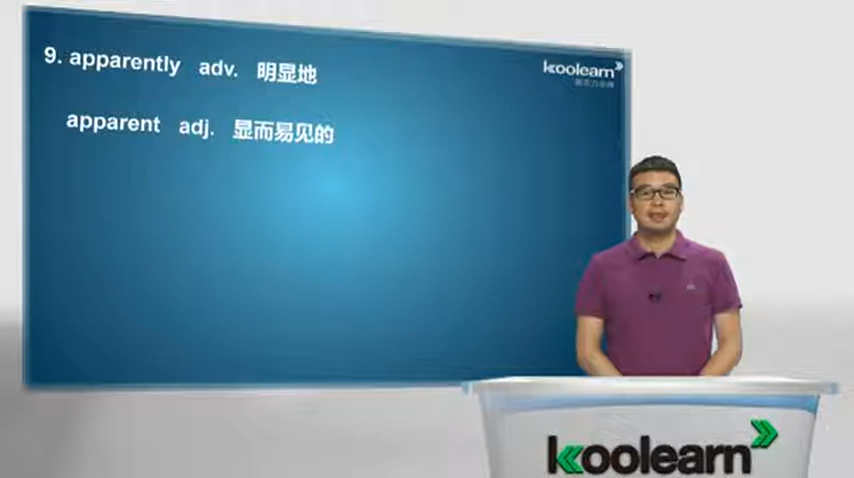 9. apparently adv. 明显地
koolearn
apparent adj. 显而易见的
koolearn